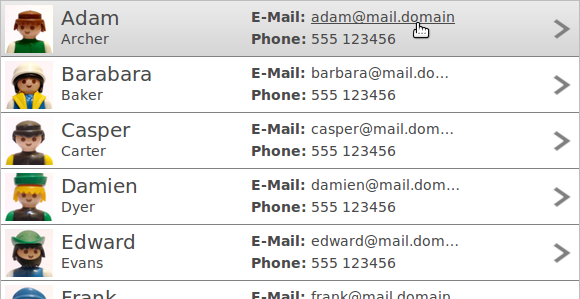 Adam E-Mail: adam@mail.domain
Archer Phone: 555 123456
Barabara E-Mail: barbara@mail.do...
Baker Phone: 555 123456
Casper E-Mail: casper@mail.dom...
Carter Phone: 555 123456
Damien E-Mail: damien@mail.dom...
Dyer Phone: 555 123456
Edward E-Mail: edward@mail.dom...
Evans Phone: 555 123456
Frank E-Mail: frank@mail.domain